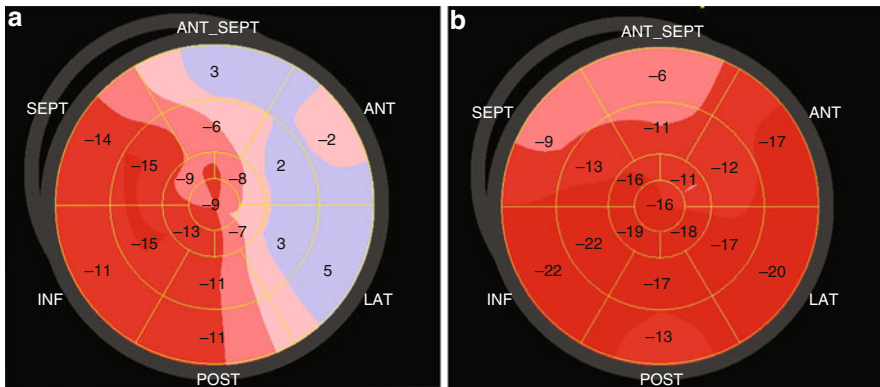 a
ANT_SEPT
3
SEPT
ANT
–14
–6
–2
–15
2
–9
–8
–9
–13
–7
–15
3
–11
–11
5
INF
LAT
–11
POST
b
ANT_SEPT
–6
SEPT
ANT
–9
–11
–17
–13
–12
–16
–11
–16
–19
–18
–22
–17
–22
–17
–20
INF
LAT
–13
POST